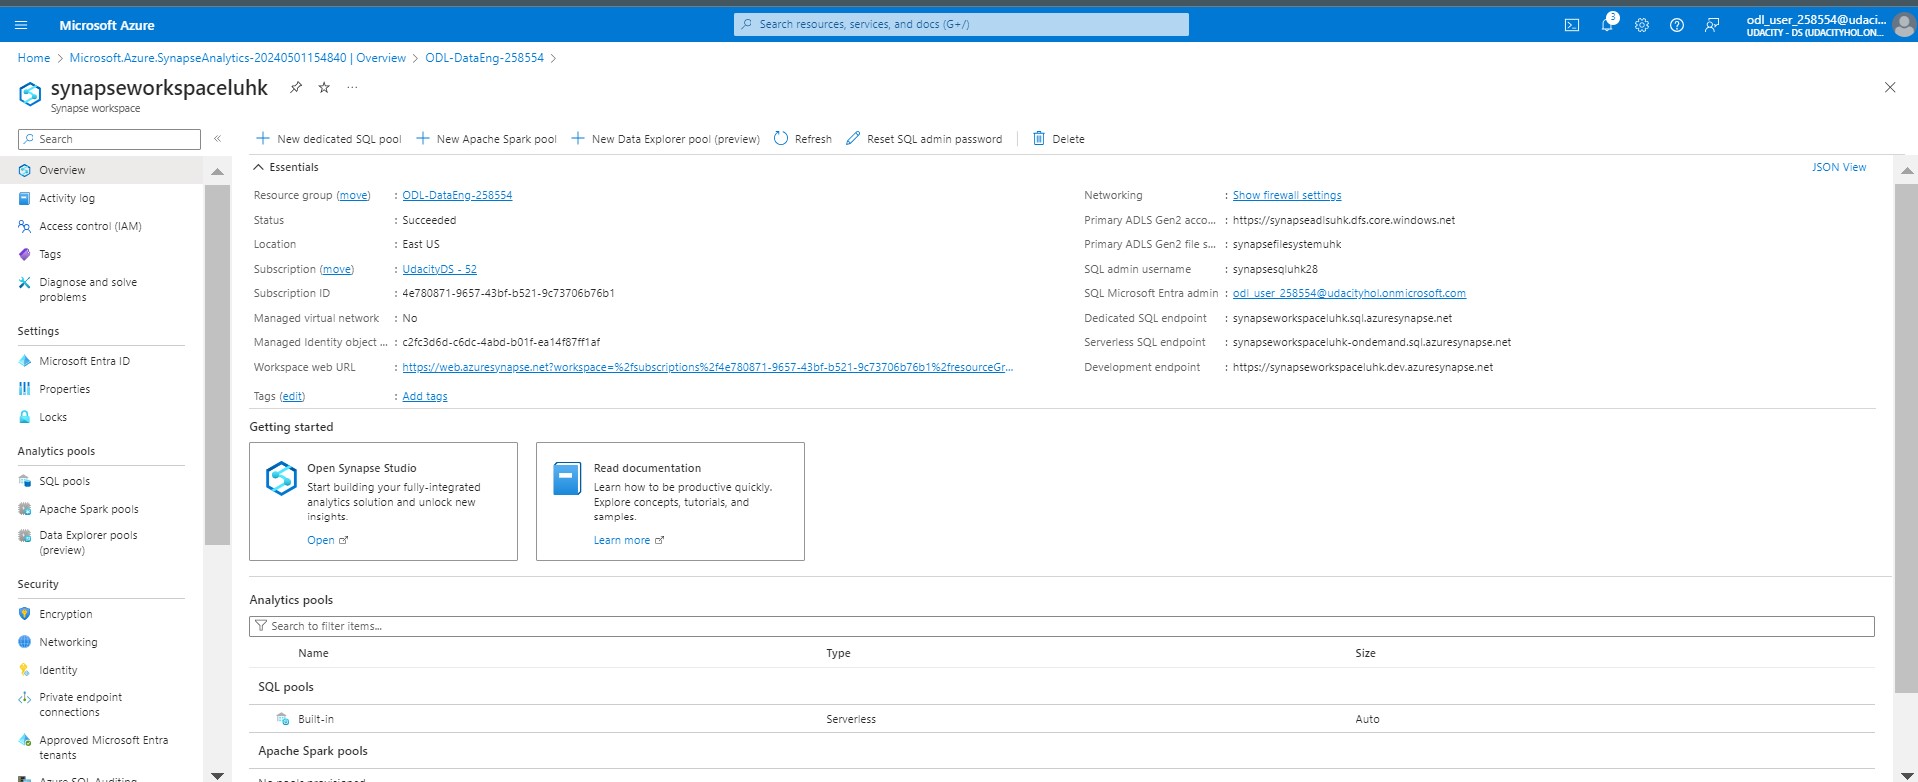 Microsoft Azure
Search resources, services, and docs (G+/)
3
odl_user_258554@udaci...
UDACITY - DS (UDACITYHOL.ON...
Home > Microsoft.Azure.SynapseAnalytics-20240501154840 | Overview > ODL-DataEng-258554 >
synapseworkspaceluhk
Synapse workspace
Search
Overview
Activity log
Access control (IAM)
Tags
Diagnose and solve
problems
Settings
Microsoft Entra ID
Properties
Locks
Analytics pools
SQL pools
Apache Spark pools
Data Explorer pools
(preview)
Security
Encryption
Networking
Identity
Private endpoint
connections
Approved Microsoft Entra
tenants
Azure SQL Auditing
New dedicated SQL pool New Apache Spark pool New Data Explorer pool (preview) Refresh Reset SQL admin password Delete
Essentials
JSON View
Resource group (move) : ODL-DataEng-258554
Status : Succeeded
Location : East US
Subscription (move) : UdacityDS - 52
Subscription ID : 4e780871-9657-43bf-b521-9c73706b76b1
Managed virtual network : No
Managed Identity object ... : c2fc3d6d-c6dc-4abd-b01f-ea14f87ff1af
Workspace web URL : https://web.azuresynapse.net?workspace=%2fsubscriptions%2f4e780871-9657-43bf-b521-9c73706b76b1%2fresourceGr...
Tags (edit) : Add tags
Networking : Show firewall settings
Primary ADLS Gen2 acco... : https://synapseadlsuhk.dfs.core.windows.net
Primary ADLS Gen2 file s... : synapsefilesystemuhk
SQL admin username : synapsesqluhk28
SQL Microsoft Entra admin : odl_user_258554@udacityhol.onmicrosoft.com
Dedicated SQL endpoint : synapseworkspaceluhk.sql.azuresynapse.net
Serverless SQL endpoint : synapseworkspaceluhk-ondemand.sql.azuresynapse.net
Development endpoint : https://synapseworkspaceluhk.dev.azuresynapse.net
Getting started
Open Synapse Studio
Start building your fully-integrated
analytics solution and unlock new
insights.
Open
Read documentation
Learn how to be productive quickly.
Explore concepts, tutorials, and
samples.
Learn more
Analytics pools
Search to filter items...
Name Type Size
SQL pools
Built-in Serverless Auto
Apache Spark pools
No pools provisioned